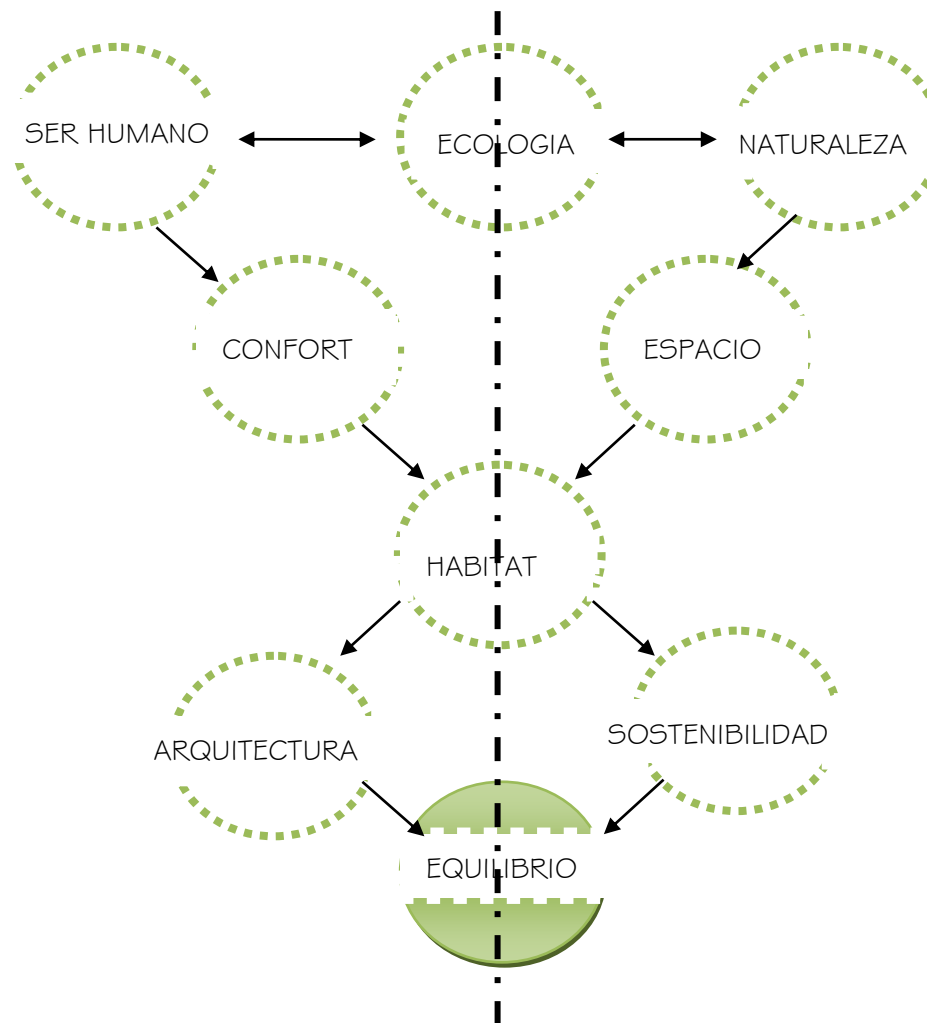 SER HUMANO
ECOLOGIA
NATURALEZA
CONFORT
ESPACIO
HABITAT
ARQUITECTURA
SOSTENIBILIDAD
EQUILIBRIO